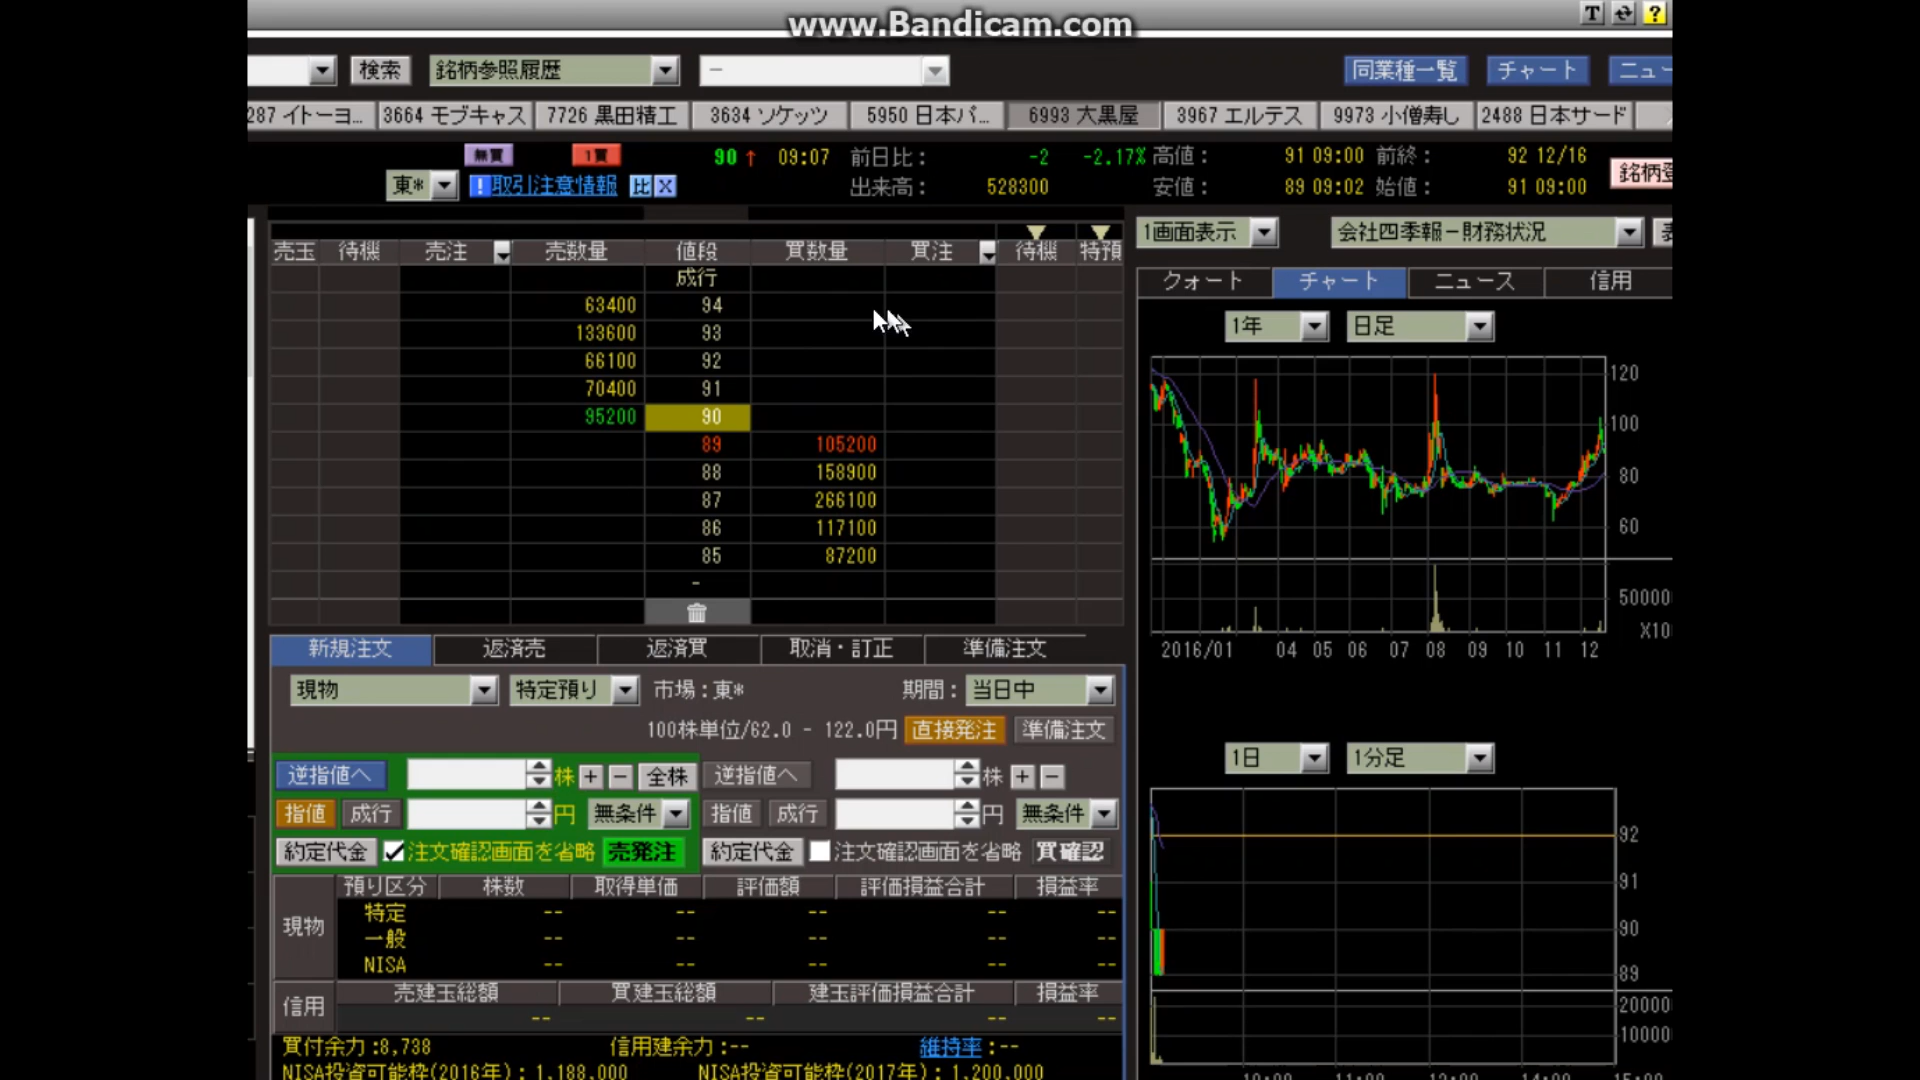 www.Bandicam.com
T ?
検索 銘柄参照履歴 － 同業種一覧 チャート ニュー
287 イトーヨ… 3664 モブキャス 7726 黒田精工 3634 ソケッツ 5950 日本パ… 6993 大黒屋 3967 エルテス 9973 小僧寿し 2488 日本サード
無買 1買 90 ↑ 09:07 前日比： -2 -2.17% 高値： 91 09:00 前終： 92 12/16
東* !取引注意情報 比 X 出来高： 528300 安値： 89 09:02 始値： 91 09:00
銘柄登
売玉 待機 売注 売数量 値段 買数量 買注 待機 特預
成行
63400 94
133600 93
66100 92
70400 91
95200 90
89 105200
88 158900
87 266100
86 117100
85 87200
-
1画面表示 会社四季報－財務状況
クォート チャート ニュース 信用
1年 日足
120
100
80
60
50000
X10
2016/01 04 05 06 07 08 09 10 11 12
新規注文 返済売 返済買 取消・訂正 準備注文
現物 特定預り 市場：東* 期間： 当日中
100株単位/62.0 - 122.0円 直接発注 準備注文
逆指値へ 株 + - 全株 逆指値へ 株 + -
指値 成行 円 無条件 指値 成行 円 無条件
約定代金 注文確認画面を省略 売発注 約定代金 注文確認画面を省略 買確認
預り区分 株数 取得単価 評価額 評価損益合計 損益率
現物
特定 -- -- -- -- --
一般 -- -- -- -- --
NISA -- -- -- -- --
信用 売建玉総額 買建玉総額 建玉評価損益合計 損益率
-- -- -- --
買付余力:8,738 信用建余力:-- 維持率:--
NISA投資可能枠(2016年): 1,188,000 NISA投資可能枠(2017年): 1,200,000
1日 1分足
92
91
90
89
20000
10000
10:00 11:00 13:00 14:00 15:00